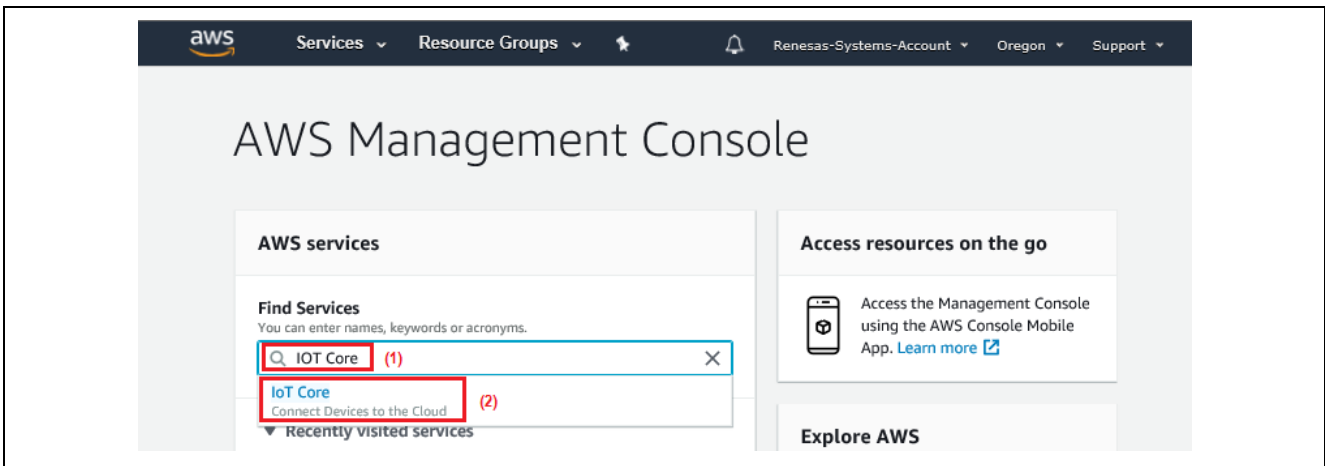 aws Services Resource Groups Renesas-Systems-Account Oregon Support
AWS Management Console
AWS services
Find Services
You can enter names, keywords or acronyms.
IOT Core (1)
IoT Core
Connect Devices to the Cloud (2)
Recently visited services
Access resources on the go
Access the Management Console
using the AWS Console Mobile
App. Learn more
Explore AWS